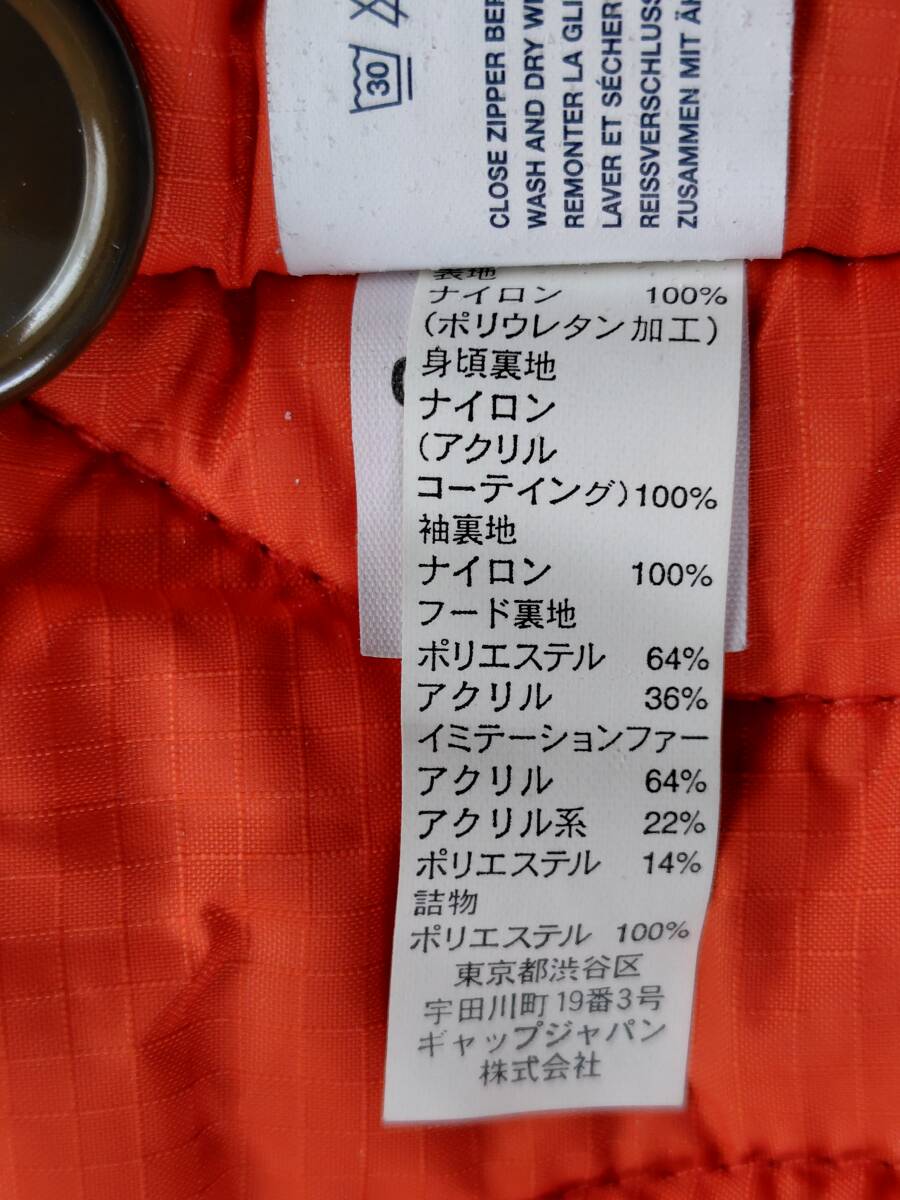 30
CLOSE ZIPPER
WASH AND DRY
REMONTER LA
LAVER ET SÉCHER
REISSVERSCHLUSS
ZUSAMMEN MIT
裏地
ナイロン 100%
(ポリウレタン加工)
身頃裏地
ナイロン
(アクリル
コーテイング)100%
袖裏地
ナイロン 100%
フード裏地
ポリエステル 64%
アクリル 36%
イミテーションファー
アクリル 64%
アクリル系 22%
ポリエステル 14%
詰物
ポリエステル 100%
東京都渋谷区
宇田川町19番3号
ギャップジャパン
株式会社